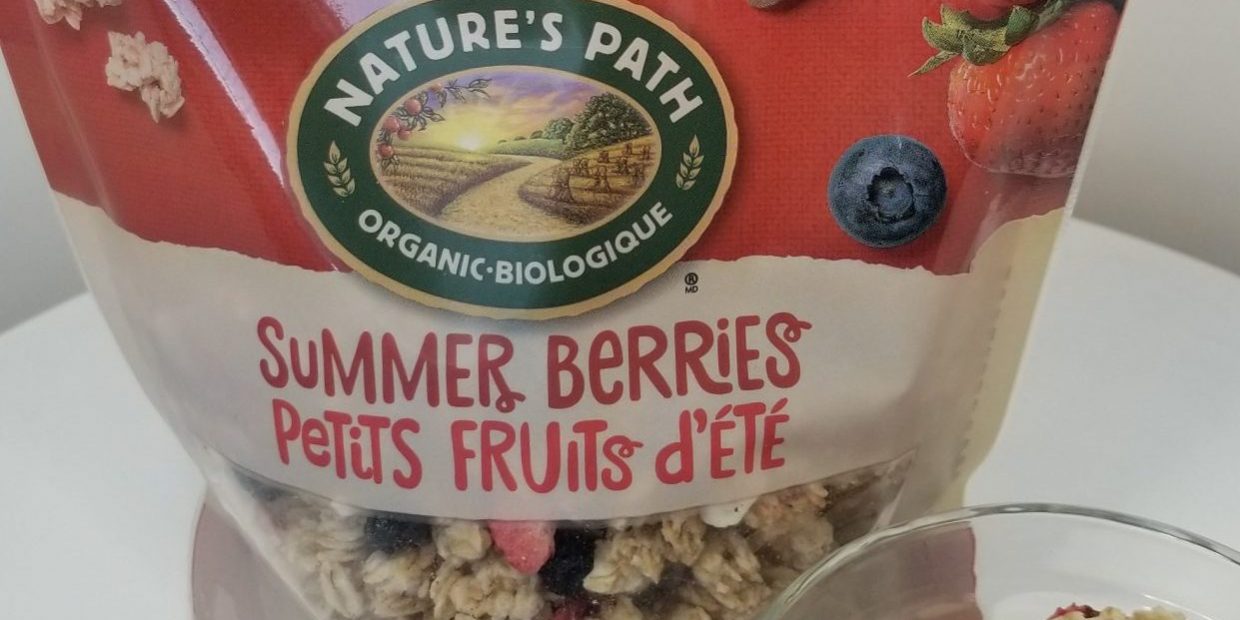 NATURE'S PATH
ORGANIC•BIOLOGIQUE
®
MD
SUMMER BERRIES
PETITS FRUITS d'ÉTÉ